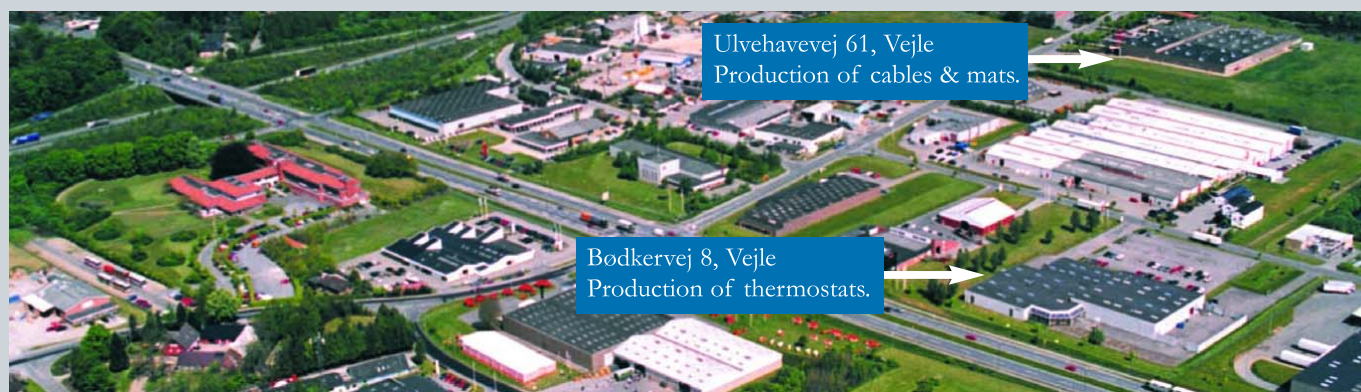 Ulvehavevej 61, Vejle
Production of cables & mats.
Bødkervej 8, Vejle
Production of thermostats.